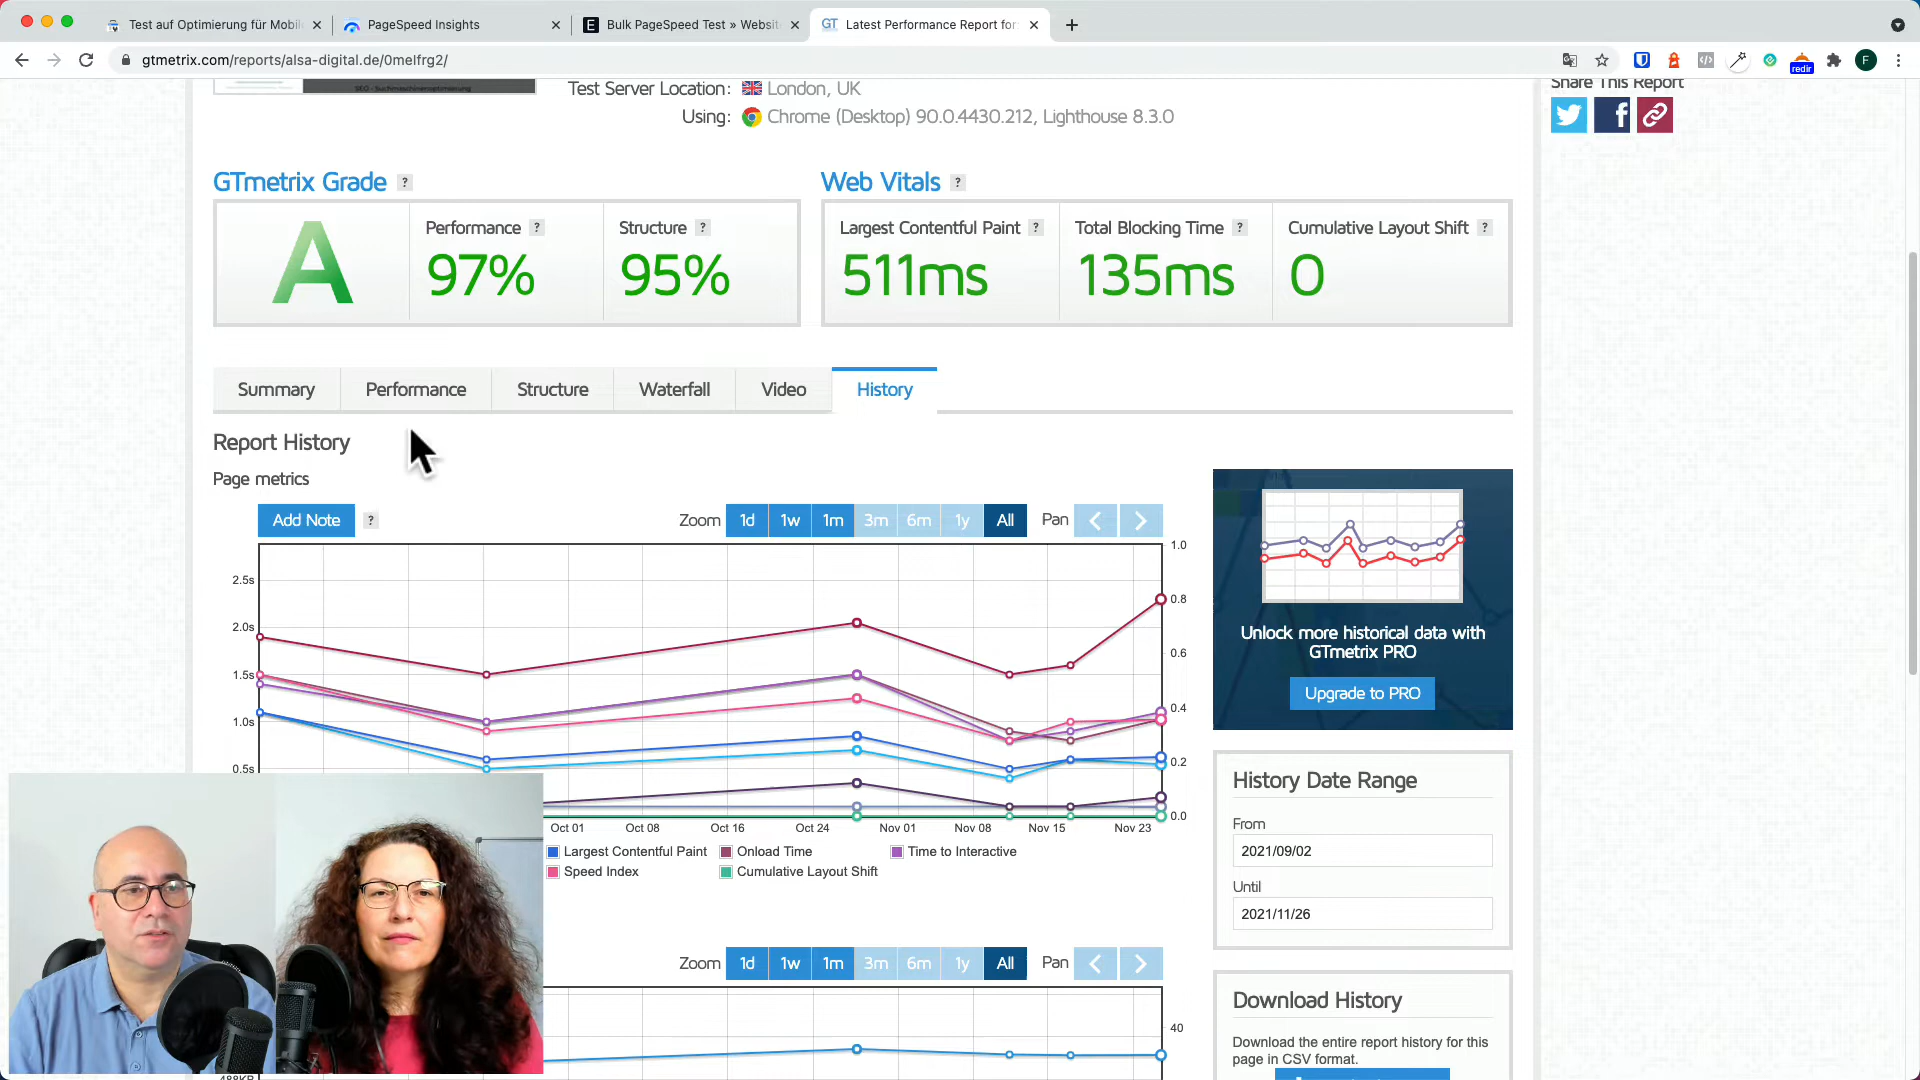 Test auf Optimierung für Mobil
PageSpeed Insights
Bulk PageSpeed Test » Website
GT
Latest Performance Report for
gtmetrix.com/reports/alsa-digital.de/0melfrg2/
redir
F
SEO - Suchmaschinenoptimierung
Test Server Location: London, UK
Using: Chrome (Desktop) 90.0.4430.212, Lighthouse 8.3.0
Share This Report
GTmetrix Grade ?
Web Vitals ?
A
Performance ?
97%
Structure ?
95%
Largest Contentful Paint ?
511ms
Total Blocking Time ?
135ms
Cumulative Layout Shift ?
0
Summary
Performance
Structure
Waterfall
Video
History
Report History
Page metrics
Add Note ?
Zoom 1d 1w 1m 3m 6m 1y All Pan
1.0
2.5s
0.8
2.0s
0.6
1.5s
0.4
1.0s
0.2
0.5s
0.0
Oct 01 Oct 08 Oct 16 Oct 24 Nov 01 Nov 08 Nov 15 Nov 23
Largest Contentful Paint Onload Time Time to Interactive
Speed Index Cumulative Layout Shift
Unlock more historical data with
GTmetrix PRO
Upgrade to PRO
History Date Range
From
2021/09/02
Until
2021/11/26
Zoom 1d 1w 1m 3m 6m 1y All Pan
40
488KB
Download History
Download the entire report history for this
page in CSV format.